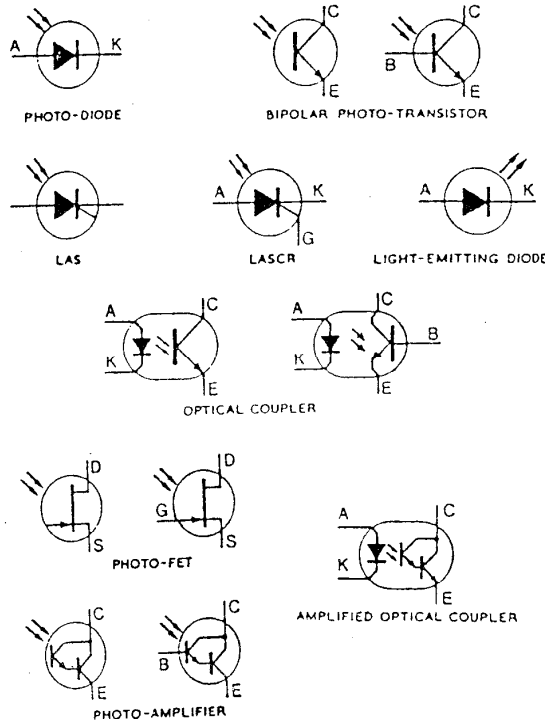 C C
A K
B
E E
PHOTO-DIODE BIPOLAR PHOTO-TRANSISTOR
A K A K
G
LAS LASCR LIGHT-EMITTING DIODE
A C C
B
K
K
E E
OPTICAL COUPLER
D D
G
S S
PHOTO-FET
A C
K
E
AMPLIFIED OPTICAL COUPLER
C C
B
E E
PHOTO-AMPLIFIER